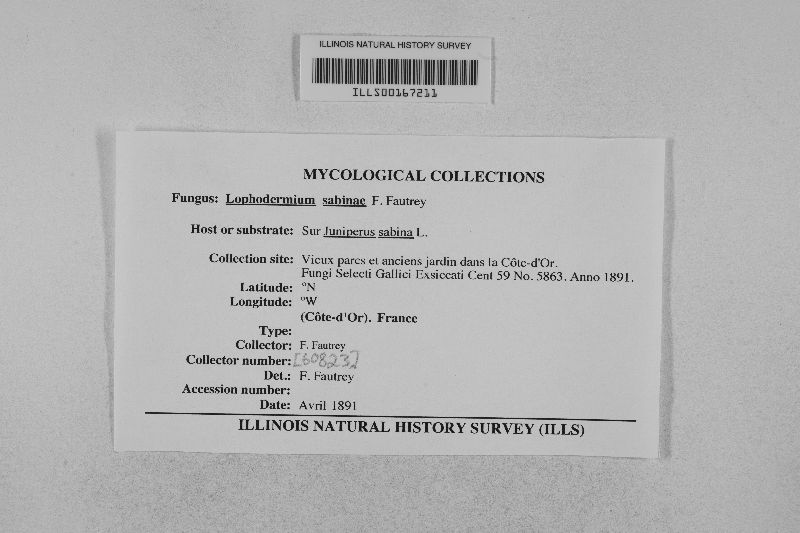 ILLINOIS NATURAL HISTORY SURVEY
ILLS00167211
MYCOLOGICAL COLLECTIONS
Fungus: Lophodermium sabinae F. Fautrey
Host or substrate: Sur Juniperus sabina L.
Collection site: Vieux parcs et anciens jardin dans la Côte-d'Or.
Fungi Selecti Gallici Exsiccati Cent 59 No. 5863. Anno 1891.
Latitude: °N
Longitude: °W
(Côte-d'Or). France
Type:
Collector: F. Fautrey
Collector number: [60823]
Det.: F. Fautrey
Accession number:
Date: Avril 1891
ILLINOIS NATURAL HISTORY SURVEY (ILLS)